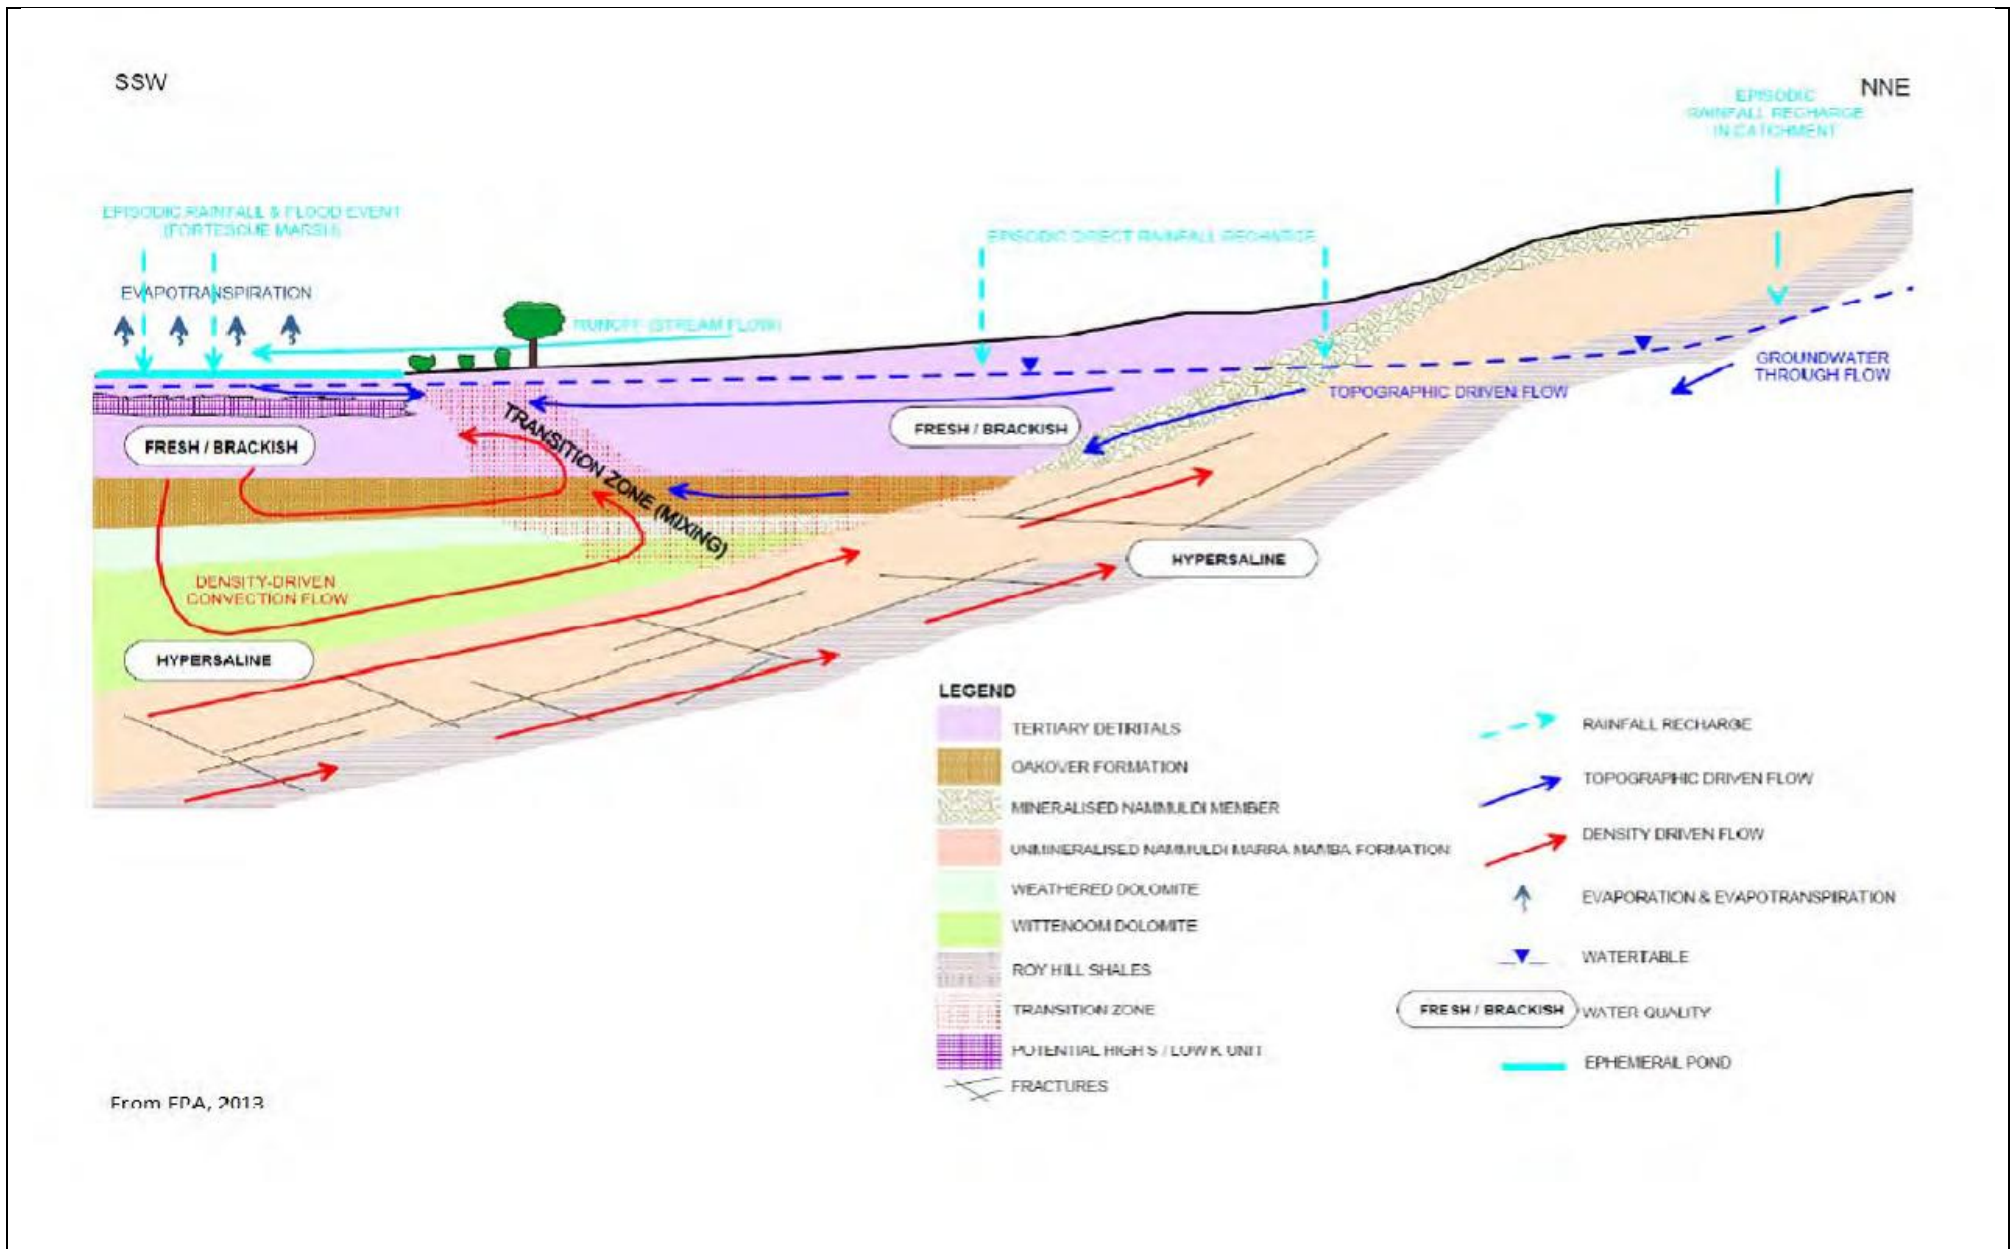 SSW
NNE
EPISODIC
RAINFALL RECHARGE
IN CATCHMENT
EPISODIC RAINFALL & FLOOD EVENT
(FORTESCUE MARSH)
EPISODIC DIRECT RAINFALL RECHARGE
EVAPOTRANSPIRATION
RUNOFF (STREAM FLOW)
GROUNDWATER
THROUGH FLOW
TOPOGRAPHIC DRIVEN FLOW
FRESH / BRACKISH
FRESH / BRACKISH
TRANSITION ZONE (MIXING)
HYPERSALINE
DENSITY-DRIVEN
CONVECTION FLOW
HYPERSALINE
LEGEND
TERTIARY DETRITALS
OAKOVER FORMATION
MINERALISED NAMMULDI MEMBER
UNMINERALISED NAMMULDI MARRA MAMBA FORMATION
WEATHERED DOLOMITE
WITTENOOM DOLOMITE
ROY HILL SHALES
TRANSITION ZONE
POTENTIAL HIGH S / LOW K UNIT
FRACTURES
RAINFALL RECHARGE
TOPOGRAPHIC DRIVEN FLOW
DENSITY DRIVEN FLOW
EVAPORATION & EVAPOTRANSPIRATION
WATERTABLE
FRESH / BRACKISH WATER QUALITY
EPHEMERAL POND
From EPA, 2013